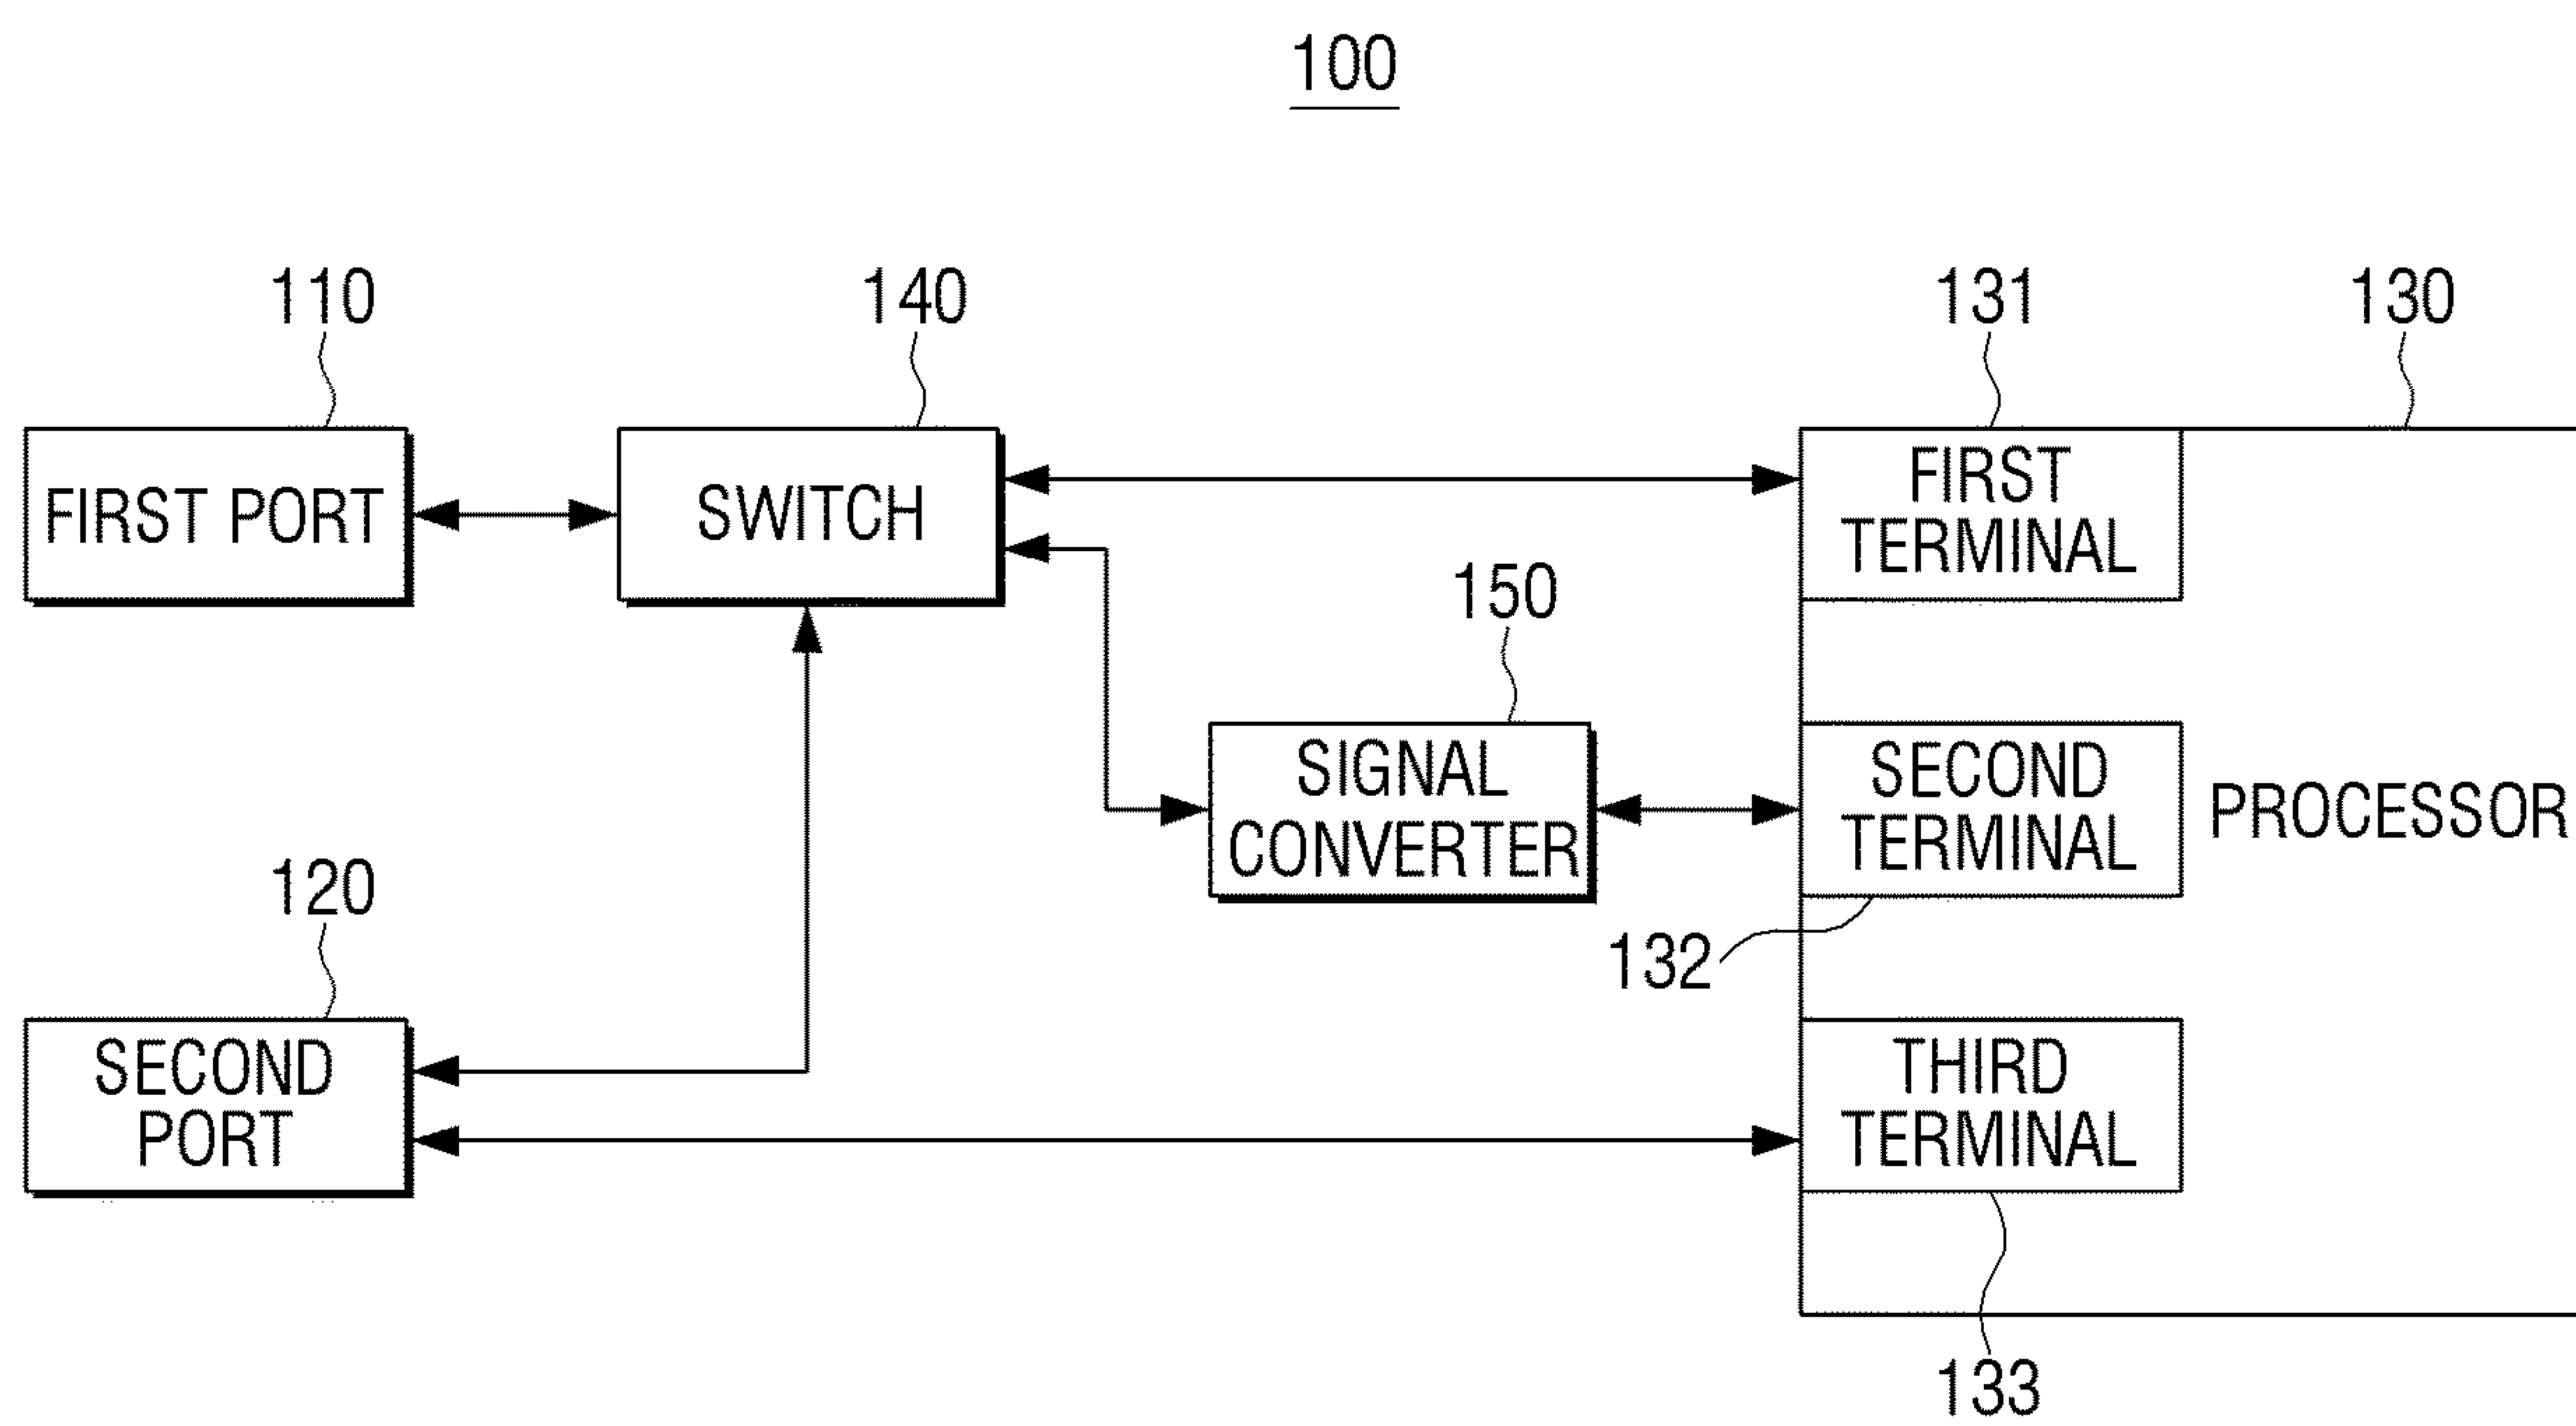 100
110
140
131
130
FIRST PORT
SWITCH
FIRST
TERMINAL
150
SIGNAL
CONVERTER
SECOND
TERMINAL
PROCESSOR
132
120
SECOND
PORT
THIRD
TERMINAL
133